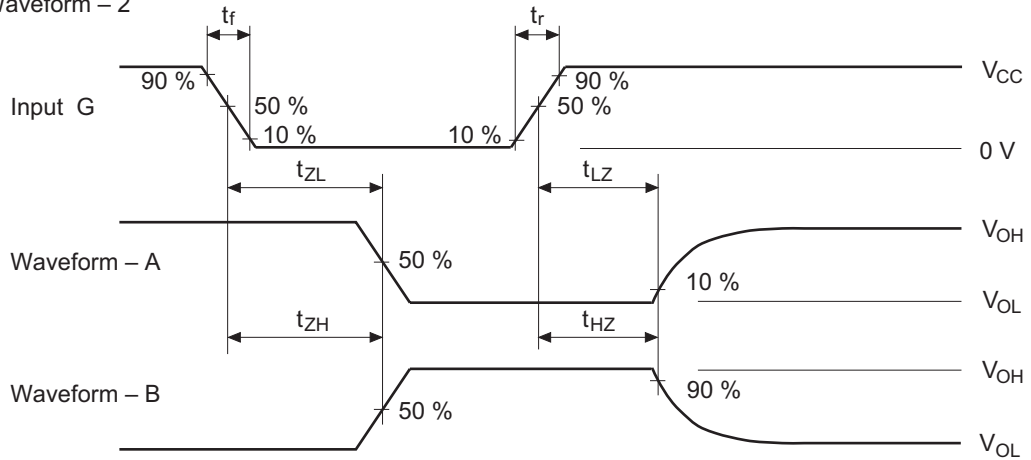 Waveform – 2
tf
tr
90 %
90 %
VCC
Input G
50 %
50 %
10 %
10 %
0 V
tZL
tLZ
VOH
Waveform – A
50 %
10 %
VOL
tZH
tHZ
VOH
Waveform – B
90 %
50 %
VOL